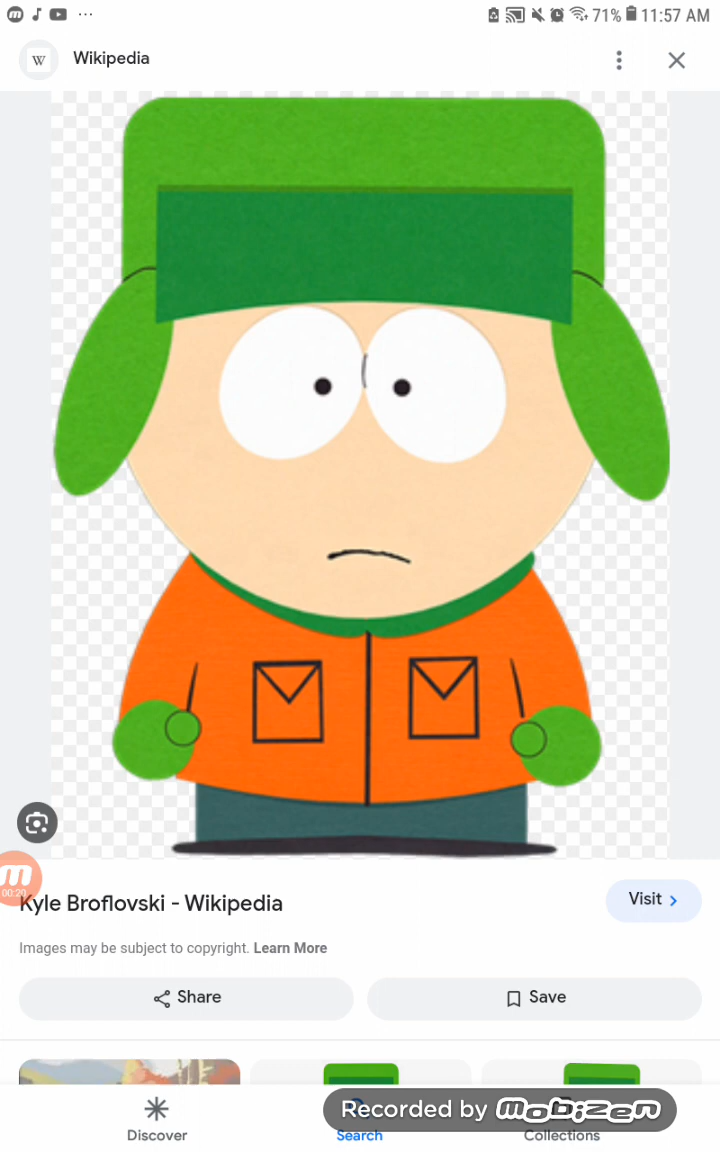 71% 11:57 AM
W Wikipedia
Kyle Broflovski - Wikipedia
Visit
00:20
Images may be subject to copyright. Learn More
Share Save
Recorded by mobizen
Discover Search Collections